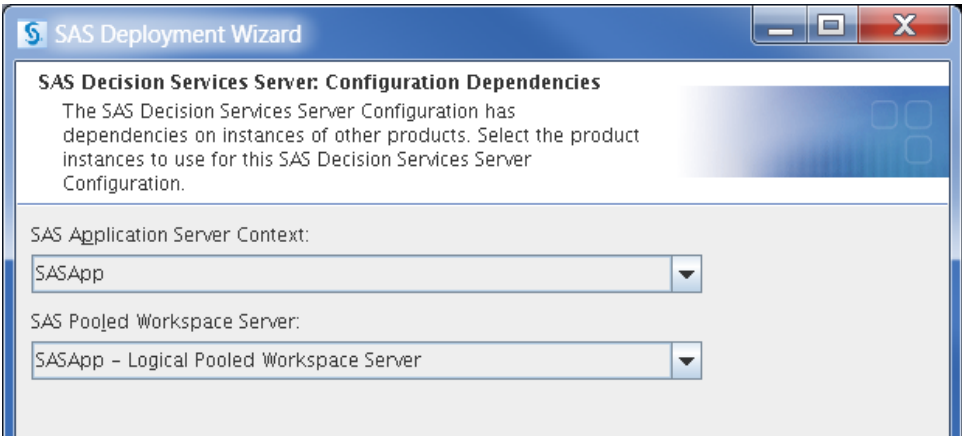 SAS Deployment Wizard
SAS Decision Services Server: Configuration Dependencies
The SAS Decision Services Server Configuration has
dependencies on instances of other products. Select the product
instances to use for this SAS Decision Services Server
Configuration.
SAS Application Server Context:
SASApp
SAS Pooled Workspace Server:
SASApp – Logical Pooled Workspace Server